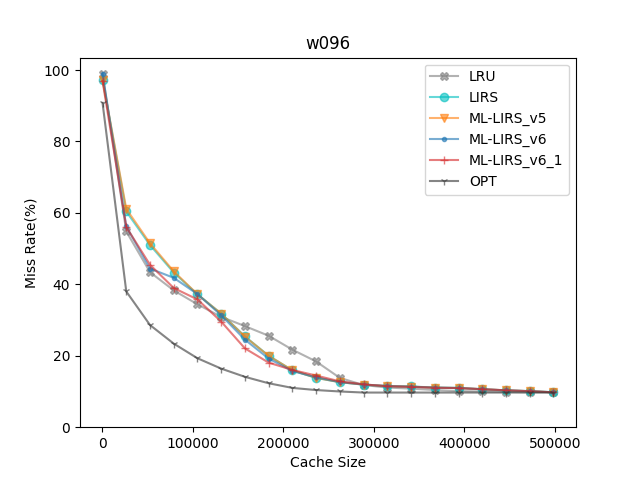 w096
Miss Rate(%)
100
80
60
40
20
0
0
100000
200000
300000
400000
500000
Cache Size
LRU
LIRS
ML-LIRS_v5
ML-LIRS_v6
ML-LIRS_v6_1
OPT